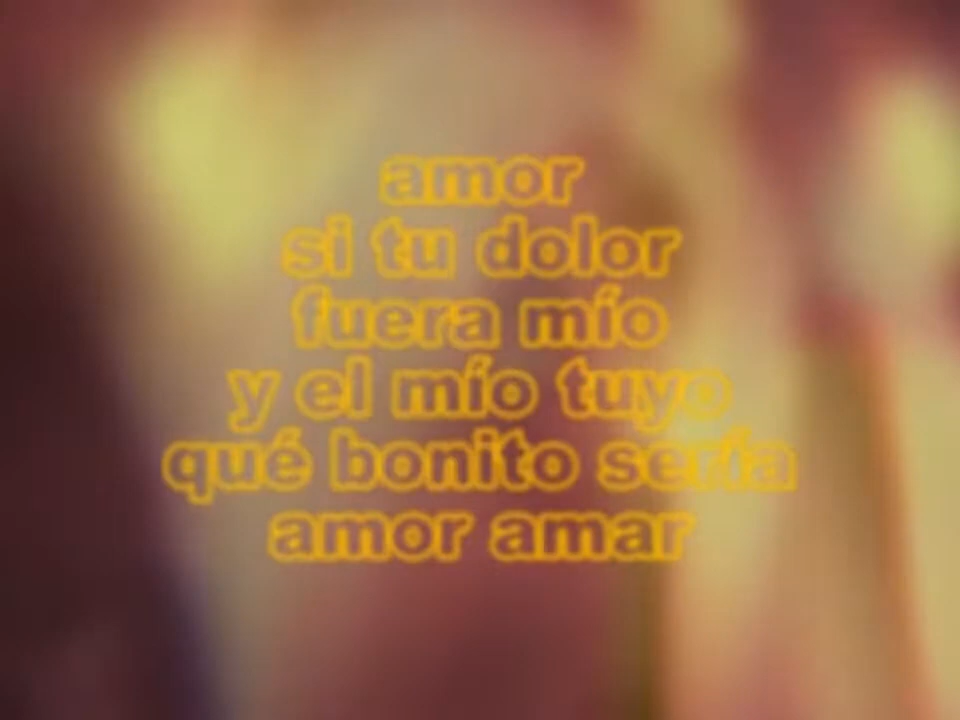 amor
si tu dolor
fuera mío
y el mío tuyo
qué bonito sería
amor amar